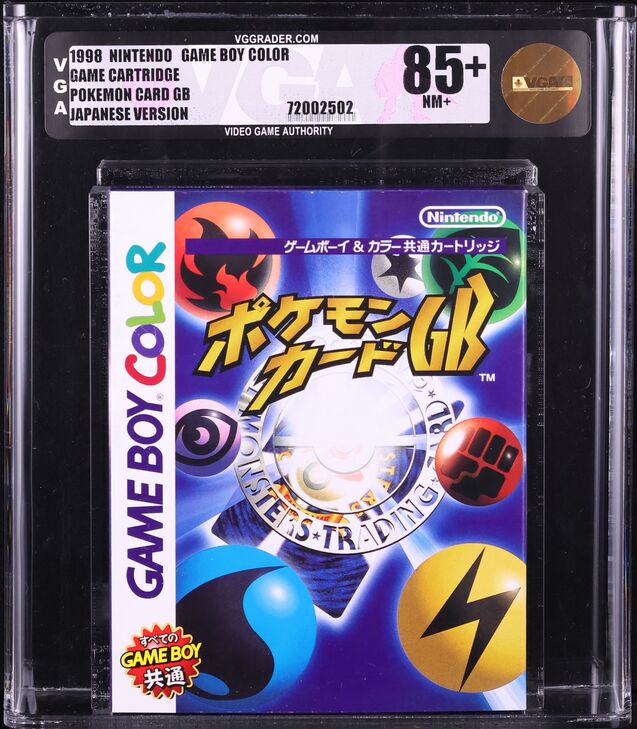 VGGRADER.COM
VGA
1998 NINTENDO GAME BOY COLOR
GAME CARTRIDGE
POKEMON CARD GB
JAPANESE VERSION
72002502
85+
NM+
VGA
VIDEO GAME AUTHORITY
Nintendo
ゲームボーイ & カラー共通カートリッジ
ポケモン
カードGB
TM
GAME BOY COLOR
MONSTERS★TRADING CARD
すべての
GAME BOY
共通